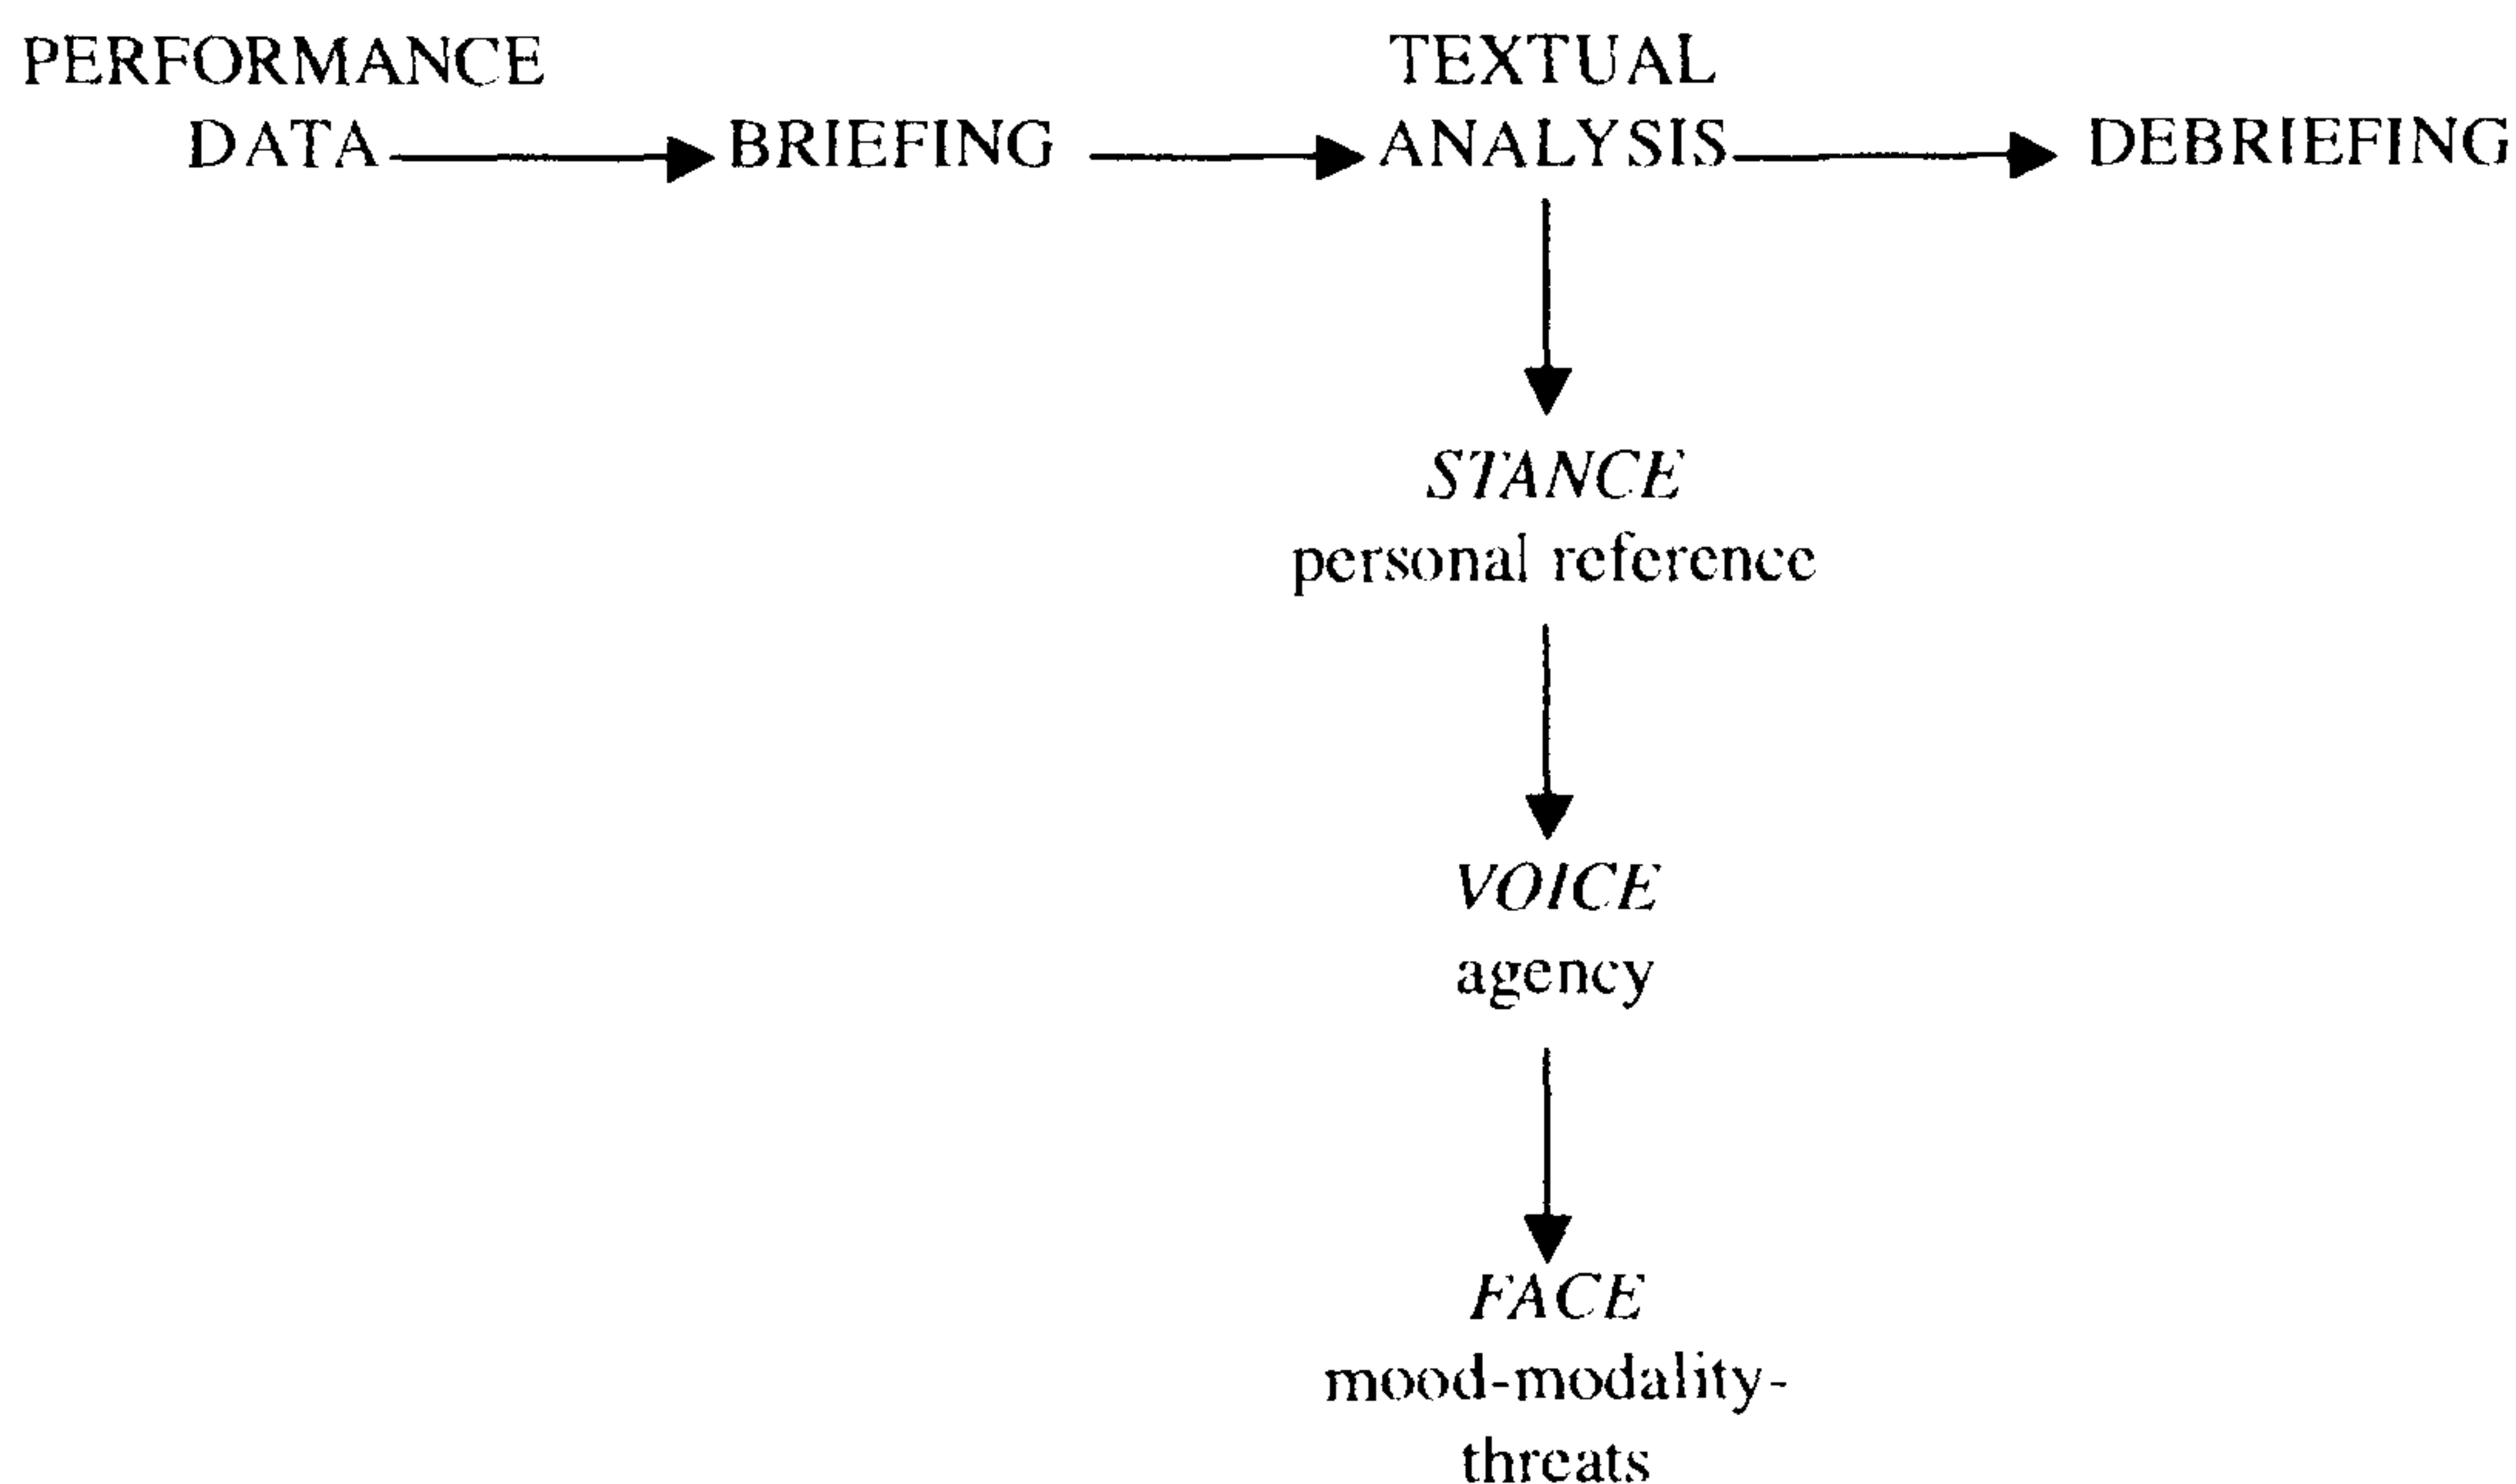 PERFORMANCE
DATA
BRIEFING
TEXTUAL
ANALYSIS
DEBRIEFING
STANCE
personal reference
VOICE
agency
FACE
mood-modality-
threats